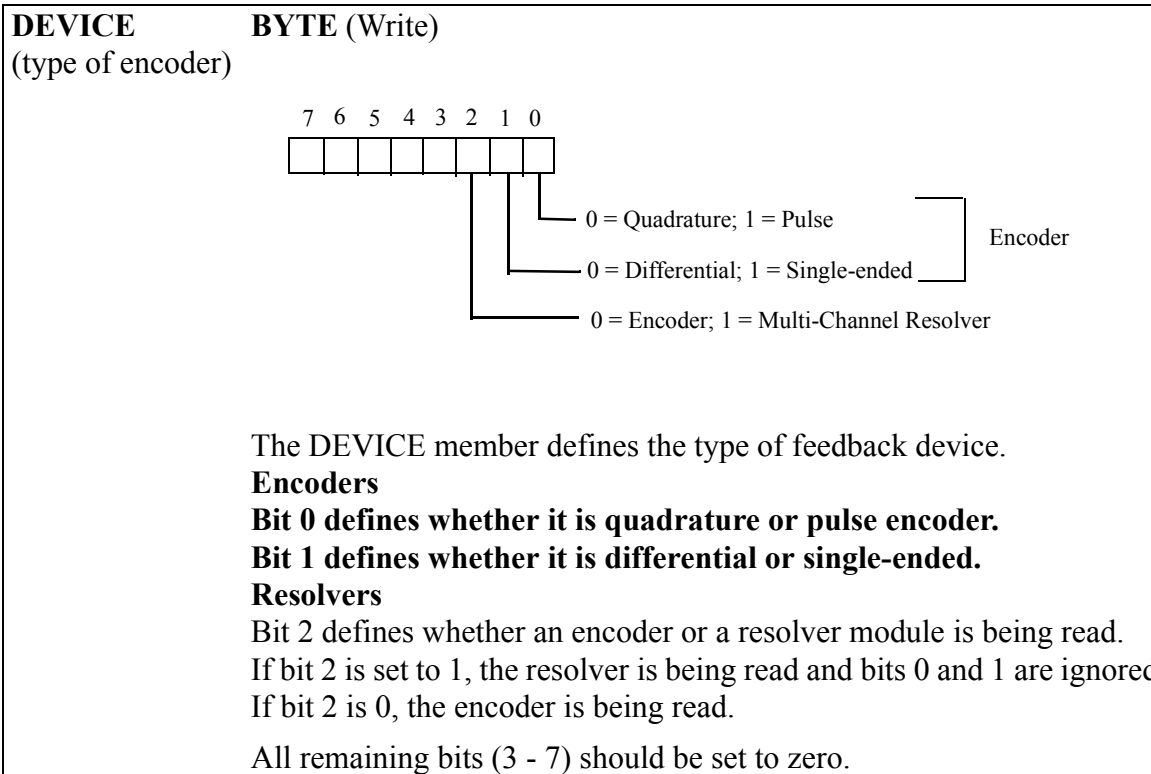 DEVICE BYTE (Write)
(type of encoder)
7 6 5 4 3 2 1 0
0 = Quadrature; 1 = Pulse
Encoder
0 = Differential; 1 = Single-ended
0 = Encoder; 1 = Multi-Channel Resolver
The DEVICE member defines the type of feedback device.
Encoders
Bit 0 defines whether it is quadrature or pulse encoder.
Bit 1 defines whether it is differential or single-ended.
Resolvers
Bit 2 defines whether an encoder or a resolver module is being read.
If bit 2 is set to 1, the resolver is being read and bits 0 and 1 are ignored
If bit 2 is 0, the encoder is being read.
All remaining bits (3 - 7) should be set to zero.